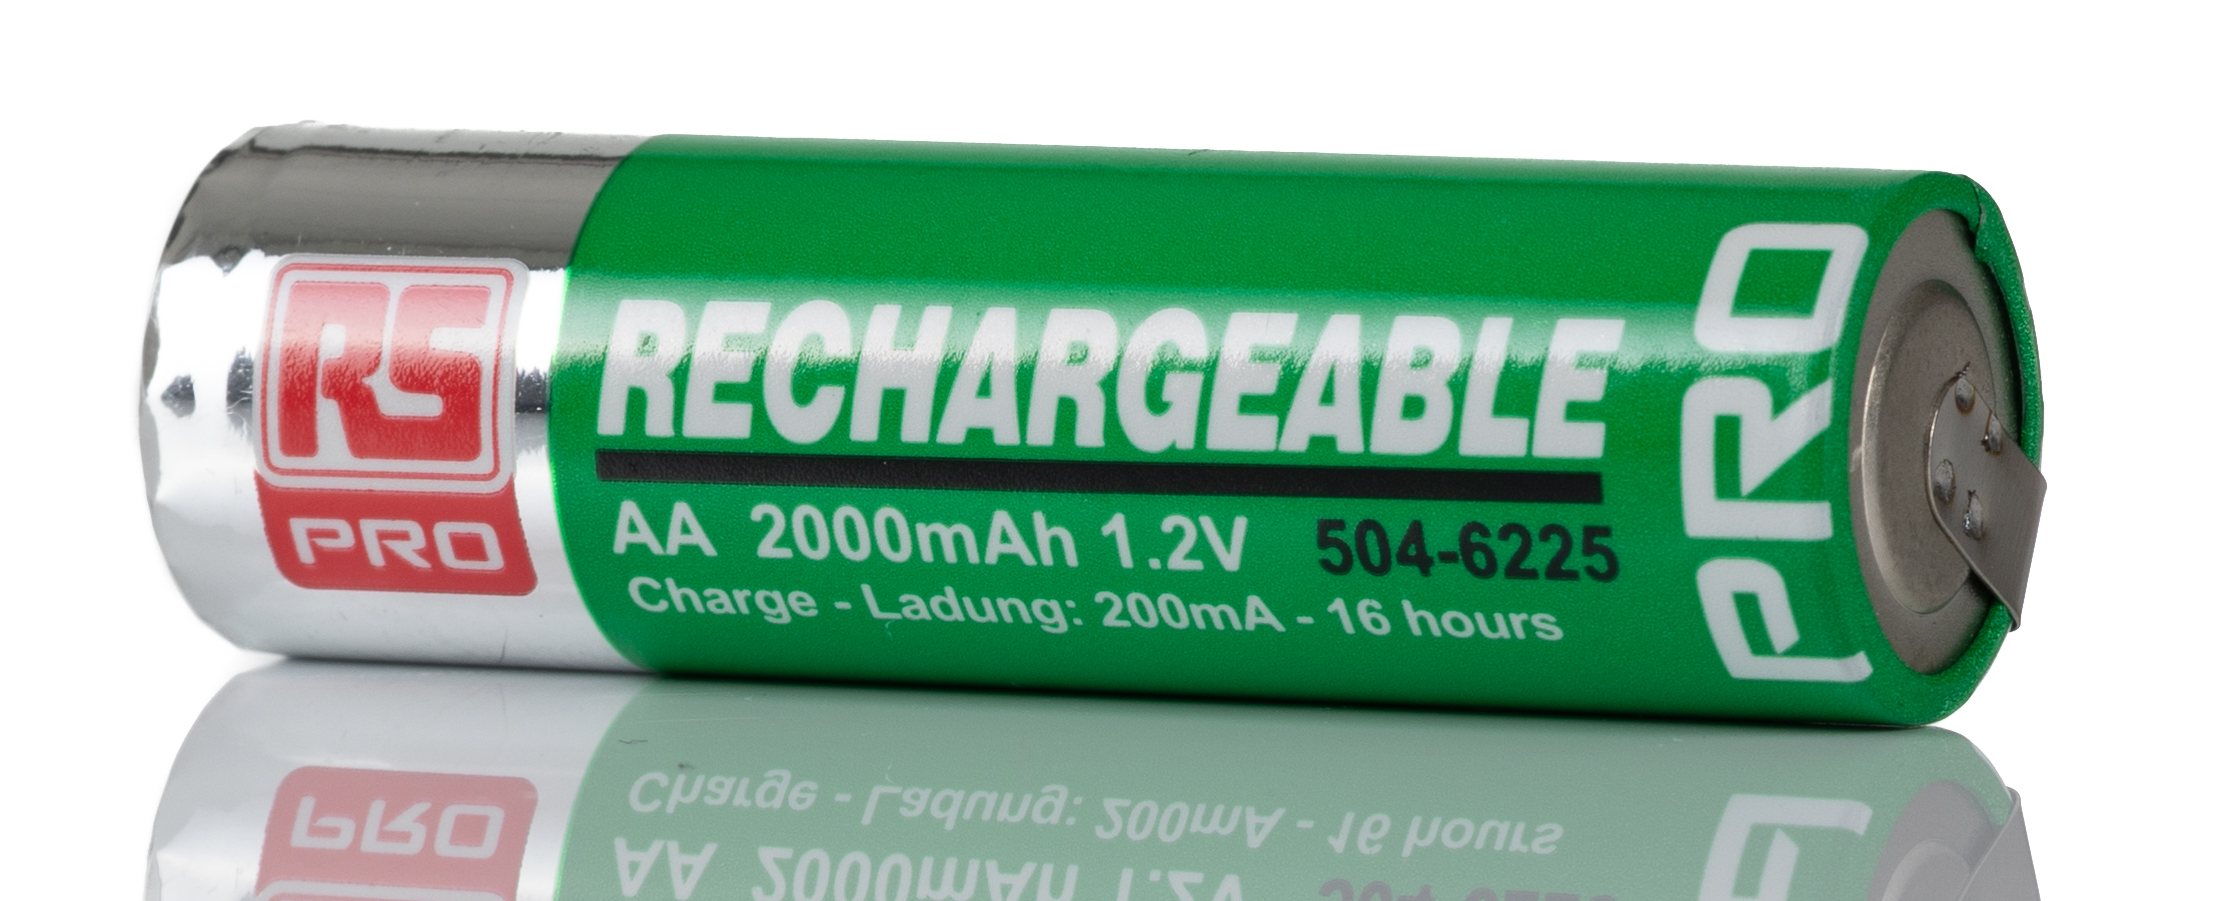 RS
PRO
RECHARGEABLE
AA 2000mAh 1.2V 504-6225
Charge - Ladung: 200mA - 16 hours
PRO